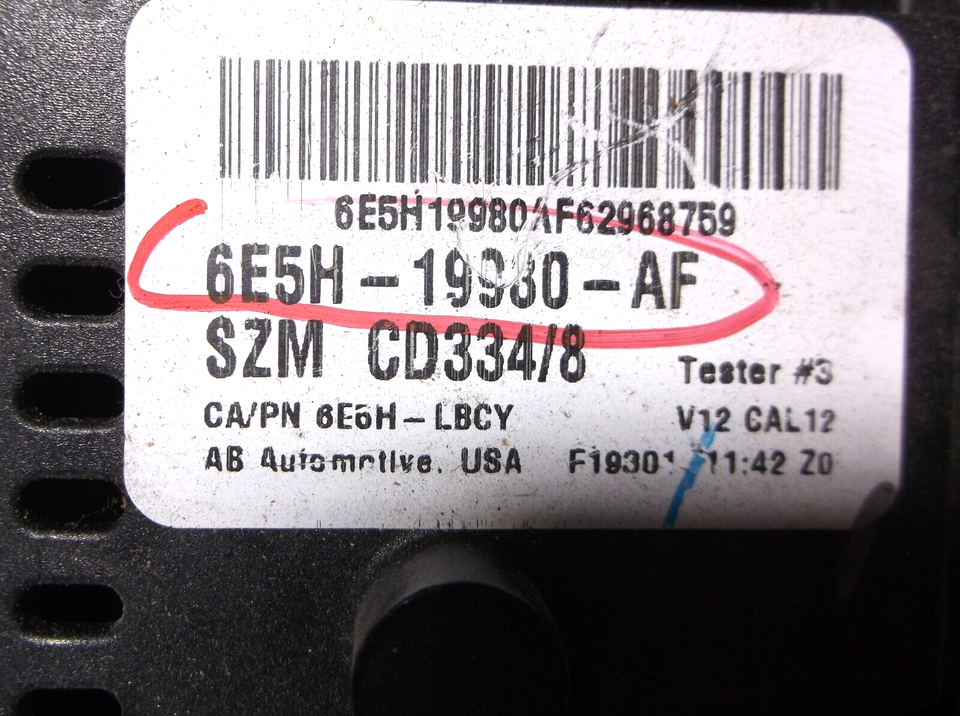 6E5H19980AF62968759
6E5H-19980-AF
SZM CD334/8
Tester #3
CA/PN 6E5H-LBCY
V12 CAL12
AB Automotive. USA
F19301 11:42 Z0